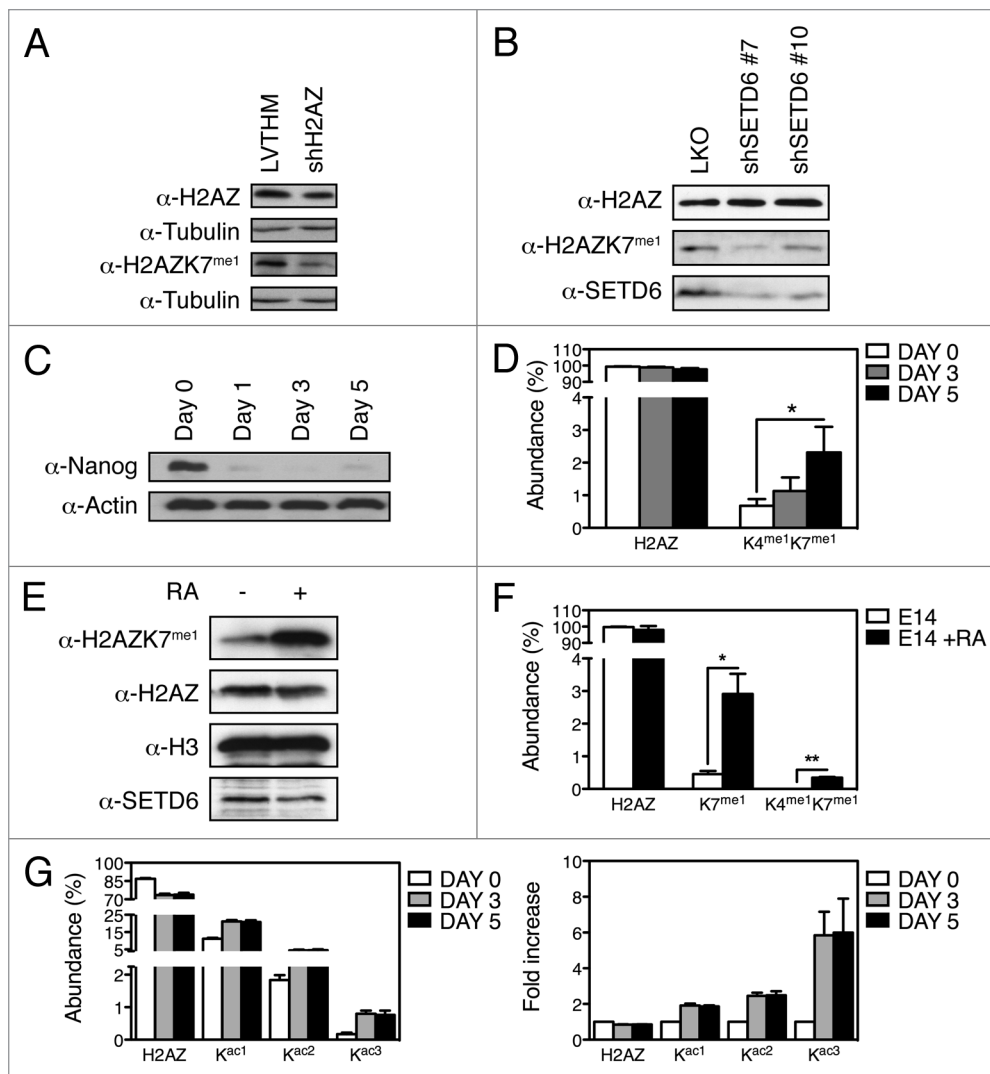 A
LVTHM
shH2AZ
α-H2AZ
α-Tubulin
α-H2AZK7me1
α-Tubulin
B
LKO
shSETD6 #7
shSETD6 #10
α-H2AZ
α-H2AZK7me1
α-SETD6
C
Day 0
Day 1
Day 3
Day 5
α-Nanog
α-Actin
D
Abundance (%)
100
90
4
3
2
1
0
*
H2AZ
K4me1K7me1
DAY 0
DAY 3
DAY 5
E
RA - +
α-H2AZK7me1
α-H2AZ
α-H3
α-SETD6
F
Abundance (%)
110
100
90
4
3
2
1
0
*
**
H2AZ
K7me1
K4me1K7me1
E14
E14 +RA
G
Abundance (%)
100
85
70
25
15
5
2
1
0
H2AZ
Kac1
Kac2
Kac3
DAY 0
DAY 3
DAY 5
Fold increase
10
8
6
4
2
0
H2AZ
Kac1
Kac2
Kac3
DAY 0
DAY 3
DAY 5